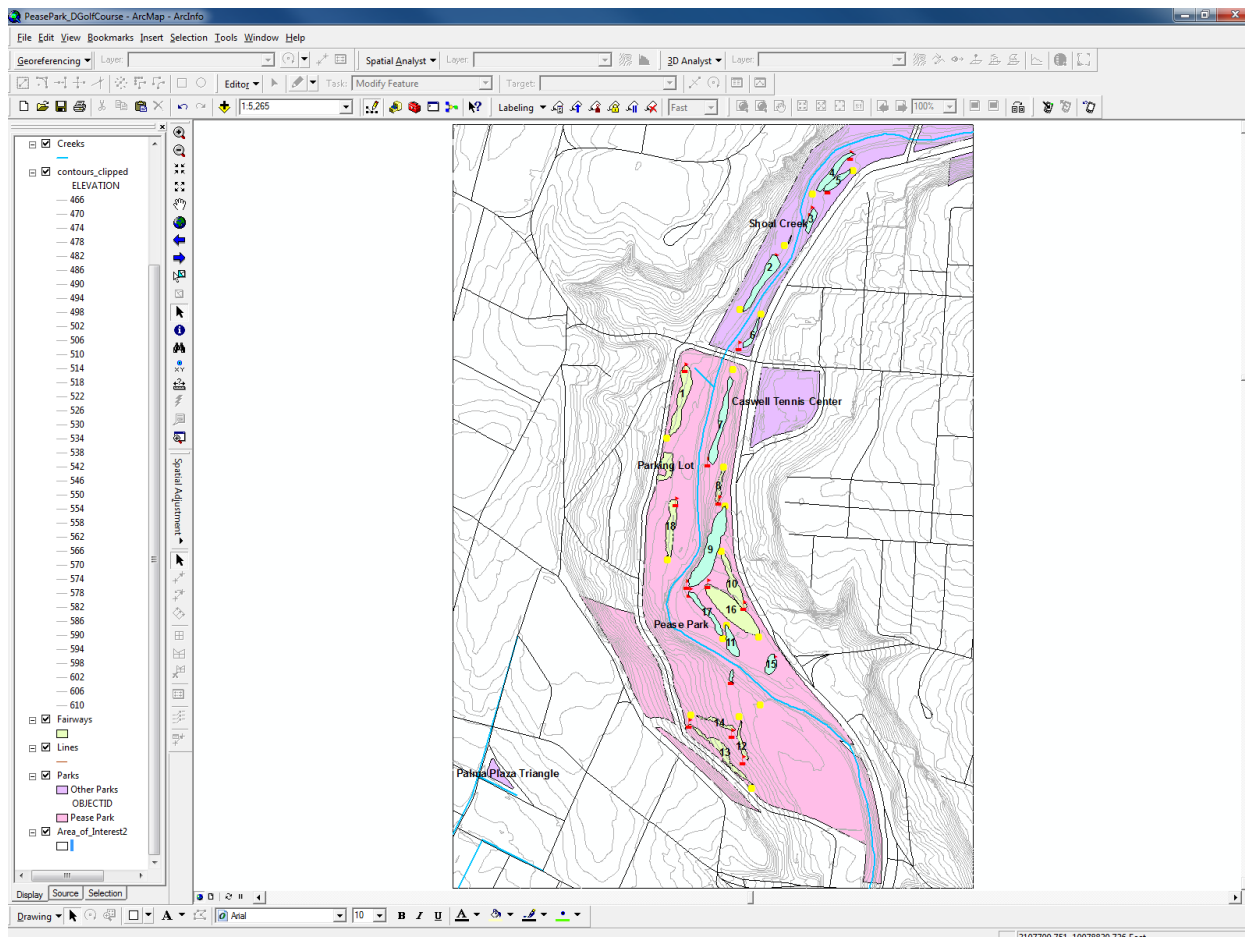 PeasePark_DGolfCourse - ArcMap - ArcInfo
File Edit View Bookmarks Insert Selection Tools Window Help
Georeferencing Layer: Spatial Analyst Layer: 3D Analyst Layer:
Editor Task: Modify Feature Target:
1:5,265 Labeling Fast 100%
Creeks
contours_clipped
ELEVATION
466
470
474
478
482
486
490
494
498
502
506
510
514
518
522
526
530
534
538
542
546
550
554
558
562
566
570
574
578
582
586
590
594
598
602
606
610
Fairways
Lines
Parks
Other Parks
OBJECTID
Pease Park
Area_of_Interest2
Display Source Selection
Spatial Adjustment
4
5
3
Shoal Creek
2
6
1
Caswell Tennis Center
7
Parking Lot
8
18
9
10
17
16
Pease Park
11
15
14
12
13
Palma Plaza Triangle
Drawing A Arial 10 B I U A